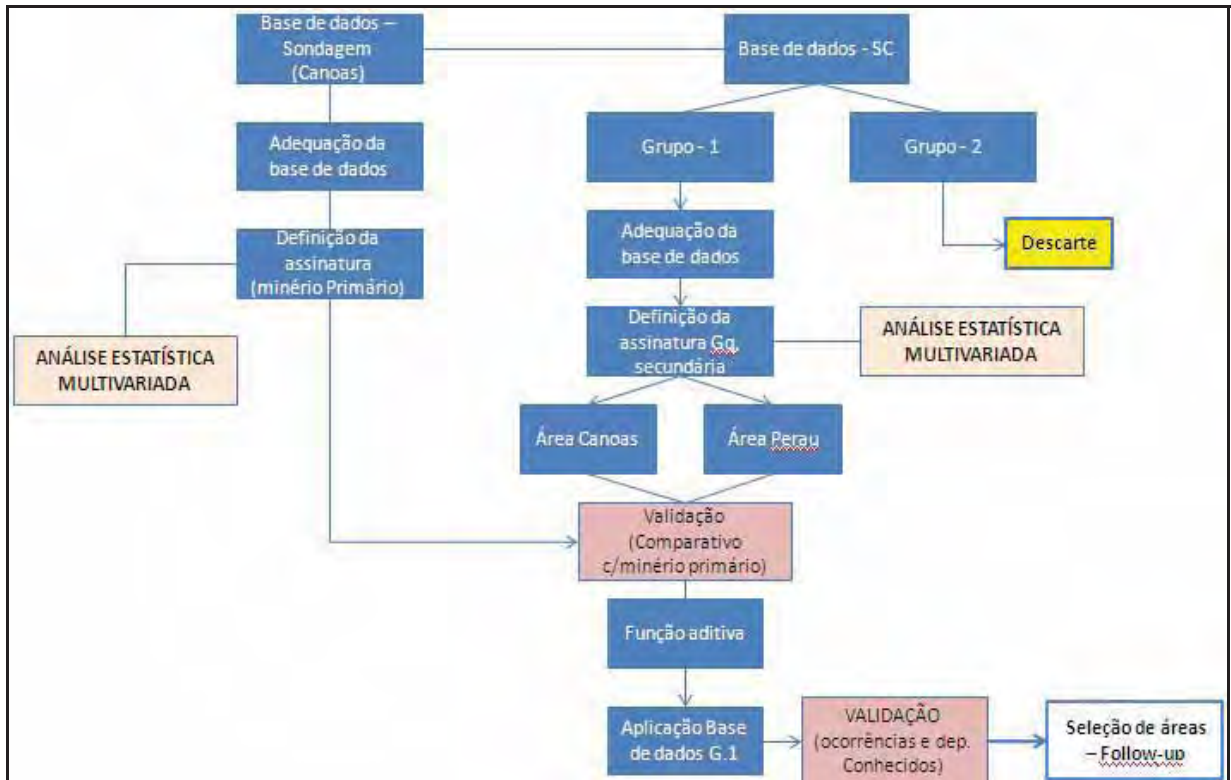 Base de dados –
Sondagem
(Canoas)
Base de dados - SC
Adequação da
base de dados
Grupo - 1
Grupo - 2
Definição da
assinatura
(minério Primário)
Adequação da
base de dados
Descarte
ANÁLISE ESTATÍSTICA
MULTIVARIADA
Definição da
assinatura Gq.
secundária
ANÁLISE ESTATÍSTICA
MULTIVARIADA
Área Canoas
Área Perau
Validação
(Comparativo
c/minério primário)
Função aditiva
Aplicação Base
de dados G.1
VALIDAÇÃO
(ocorrências e dep.
Conhecidos)
Seleção de áreas
– Follow-up